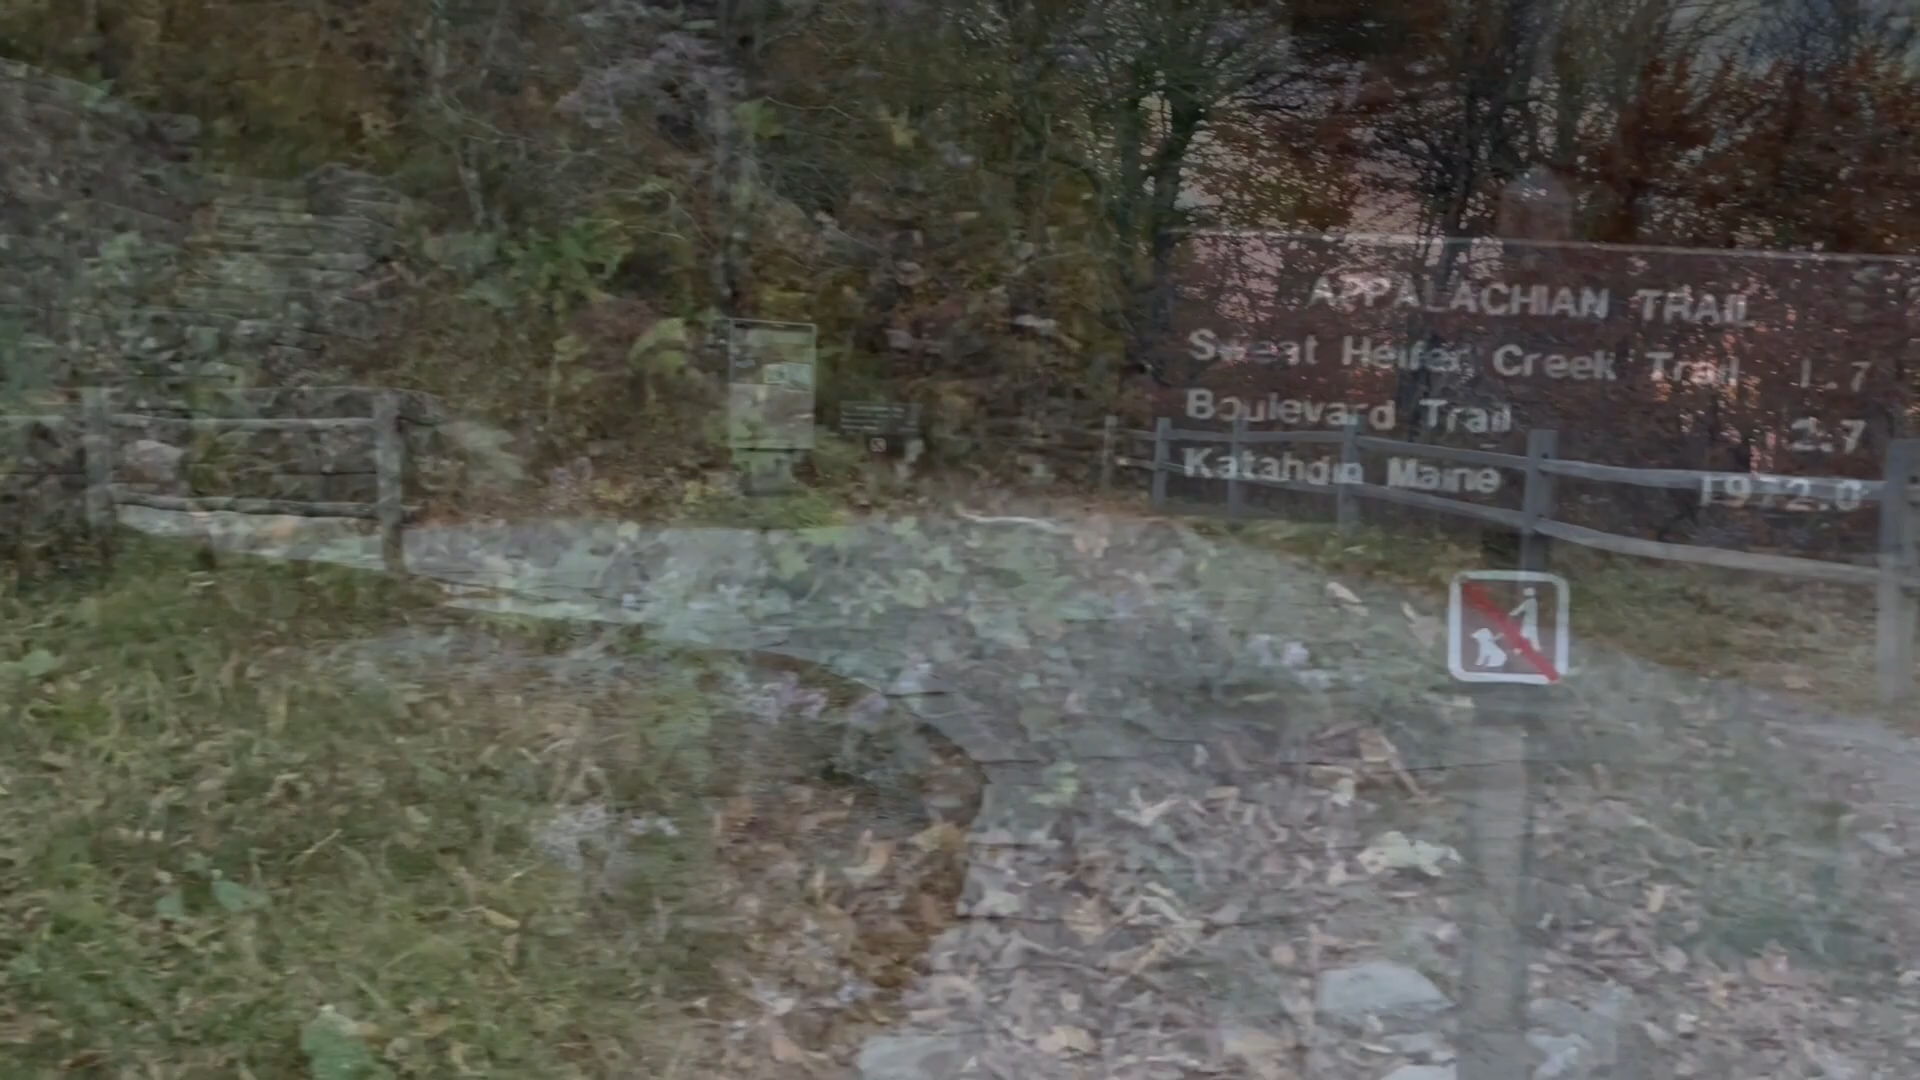 APPALACHIAN TRAIL
Sweat Heifer Creek Trail 1.7
Boulevard Trail 2.7
Katahdin Maine 1972.0